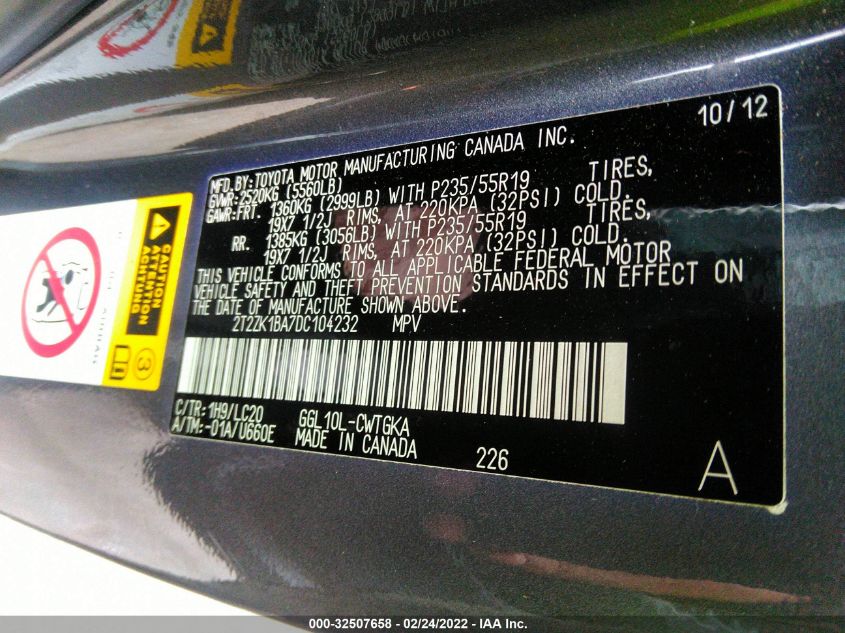 10/12
MFD. BY: TOYOTA MOTOR MANUFACTURING CANADA INC.
GVWR: 2520KG (5560LB)
GAWR: FRT. 1360KG (2999LB) WITH P235/55R19 TIRES,
19X7 1/2J RIMS, AT 220KPA (32PSI) COLD.
RR. 1385KG (3056LB) WITH P235/55R19 TIRES,
19X7 1/2J RIMS, AT 220KPA (32PSI) COLD.
THIS VEHICLE CONFORMS TO ALL APPLICABLE FEDERAL MOTOR
VEHICLE SAFETY AND THEFT PREVENTION STANDARDS IN EFFECT ON
THE DATE OF MANUFACTURE SHOWN ABOVE.
2T2ZK1BA7DC104232 MPV
C/TR: 1H9/LC20 GGL10L-CWTGKA
A/TM: -01A/U660E MADE IN CANADA
226
A
CAUTION
ATTENTION
ACHTUNG
3
AIRBAG
000-32507658 - 02/24/2022 - IAA Inc.